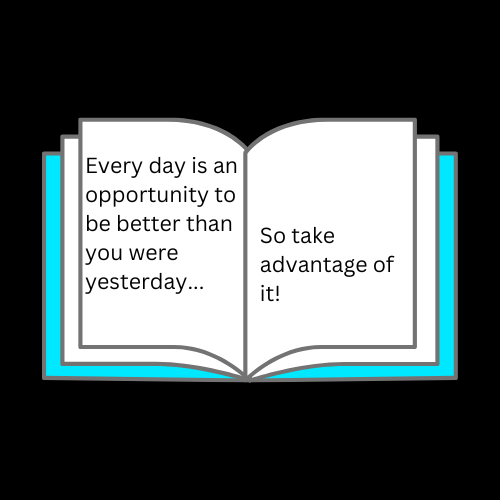 Every day is an
opportunity to
be better than
you were
yesterday...
So take
advantage of
it!